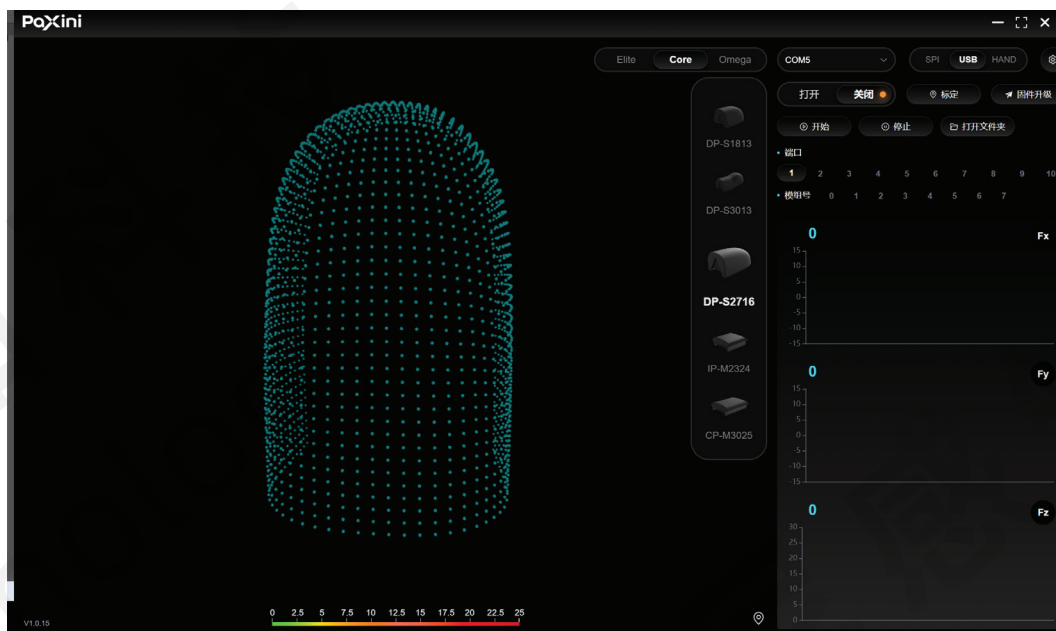 PaXini
Elite Core Omega COM5 SPI USB HAND
打开 关闭 标定 固件升级
开始 停止 打开文件夹
DP-S1813
DP-S3013
DP-S2716
IP-M2324
CP-M3025
• 端口
1 2 3 4 5 6 7 8 9 10
• 模组号 0 1 2 3 4 5 6 7
0 Fx
15
10
5
0
-5
-10
-15
0 Fy
15
10
5
0
-5
-10
-15
0 Fz
30
25
20
15
10
5
0
0 2.5 5 7.5 10 12.5 15 17.5 20 22.5 25
V1.0.15